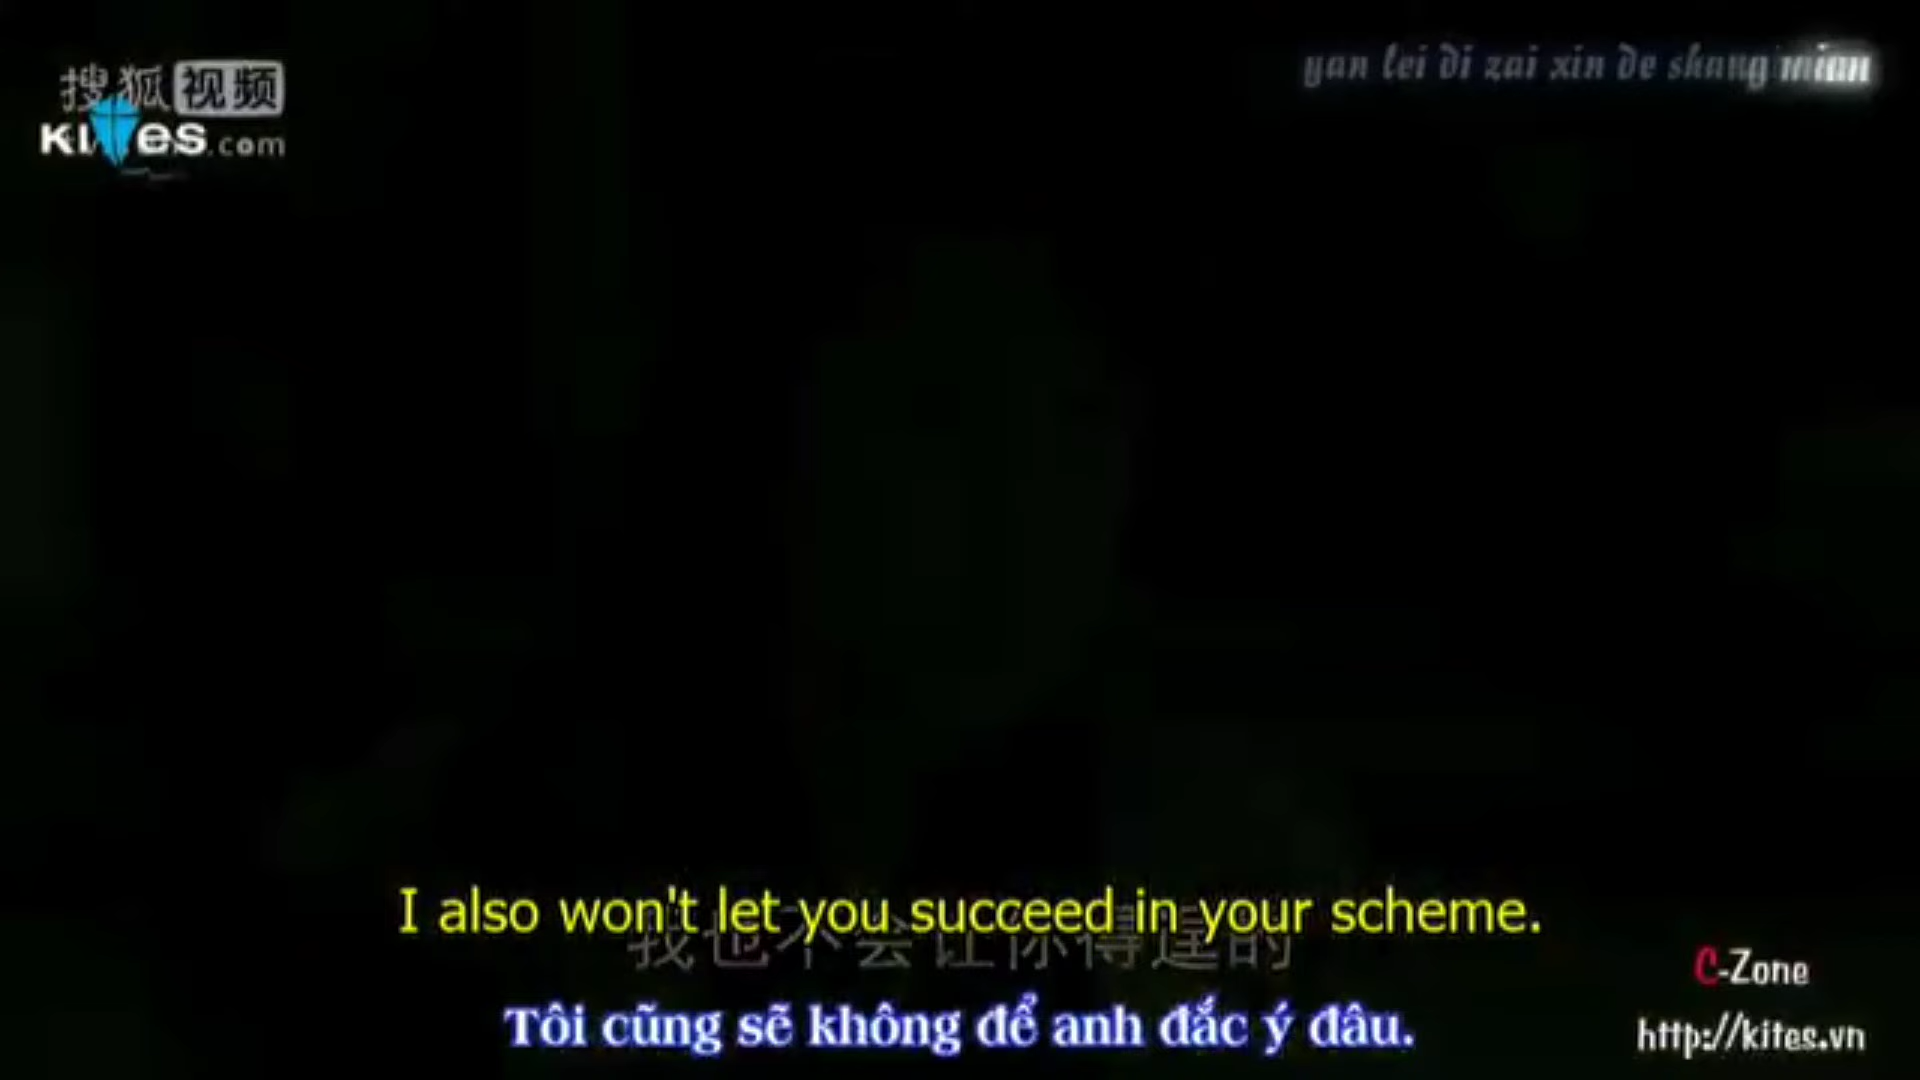 yan lei di zai xin de shang mian
搜狐视频
KITES.com
I also won't let you succeed in your scheme.
我也不会让你得逞的
Tôi cũng sẽ không để anh đắc ý đâu.
C-Zone
http://kites.vn